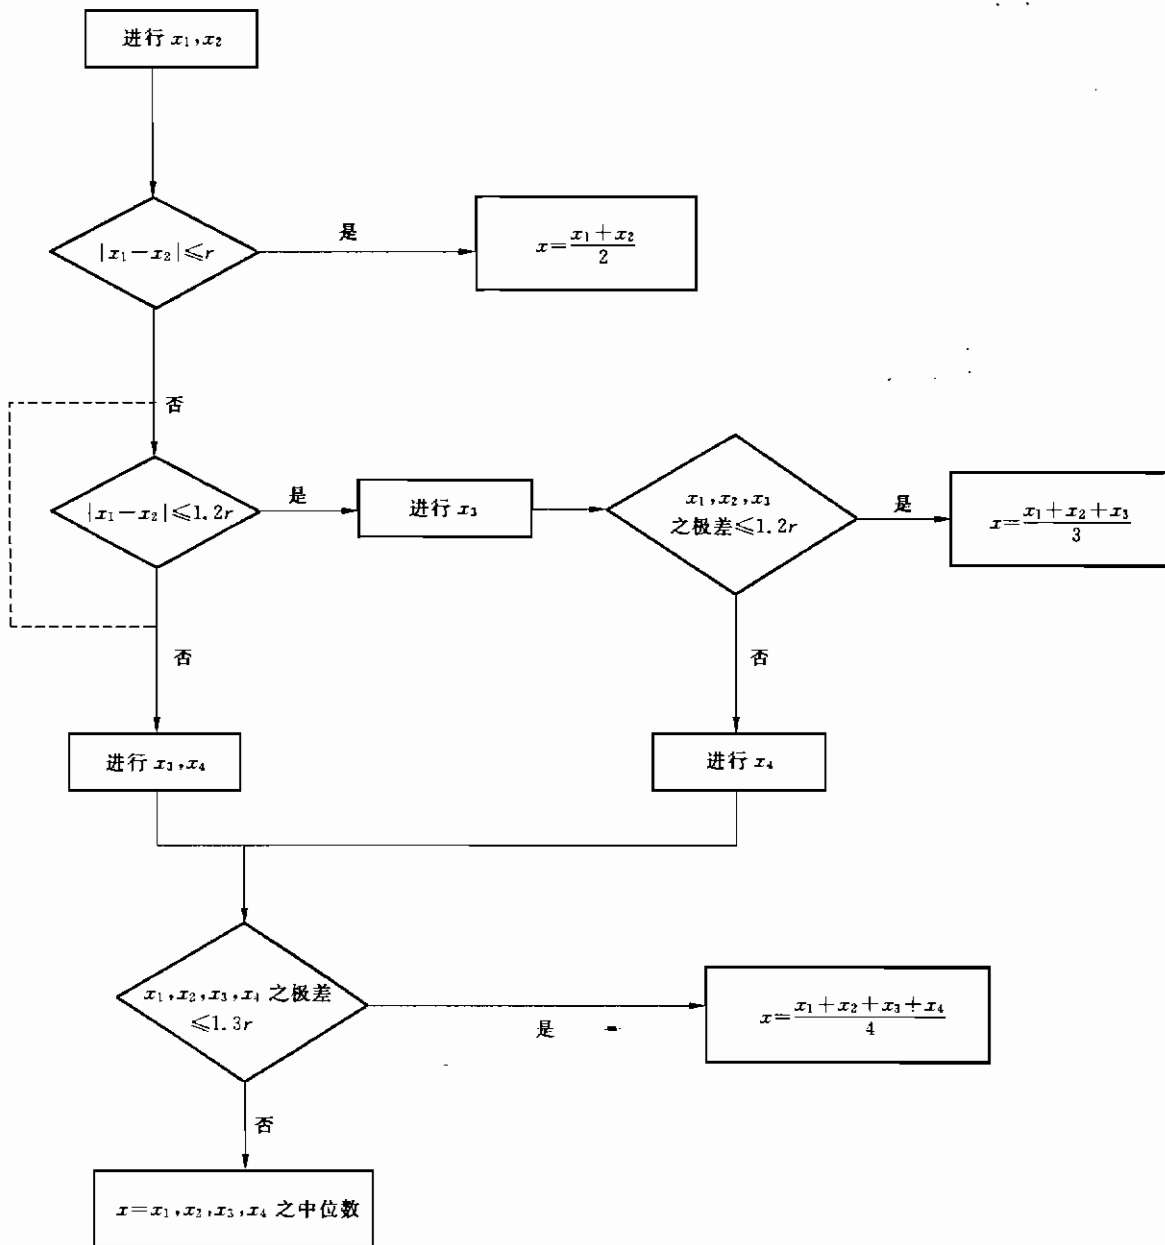 进行 x₁,x₂
|x₁-x₂|≤r
是
x=(x₁+x₂)/2
否
|x₁-x₂|≤1.2r
是
进行 x₃
x₁,x₂,x₃
之极差≤1.2r
是
x=(x₁+x₂+x₃)/3
否
否
进行 x₃,x₄
进行 x₄
x₁,x₂,x₃,x₄ 之极差
≤1.3r
是
x=(x₁+x₂+x₃+x₄)/4
否
x=x₁,x₂,x₃,x₄ 之中位数